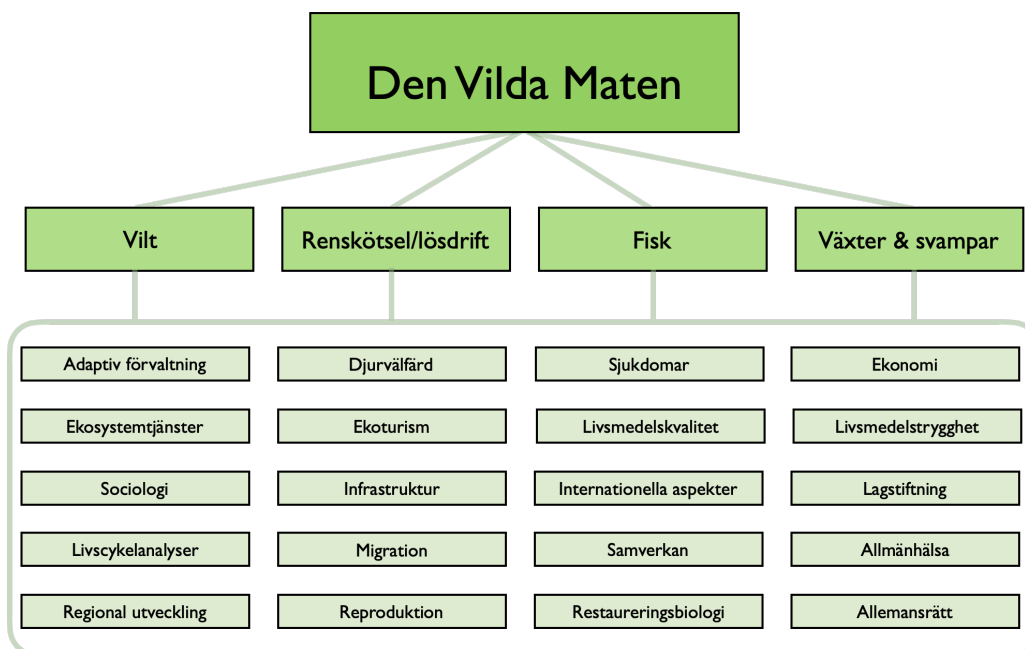 Den Vilda Maten
Vilt
Renskötsel/lösdrift
Fisk
Växter & svampar
Adaptiv förvaltning
Djurvälfärd
Sjukdomar
Ekonomi
Ekosystemtjänster
Ekoturism
Livsmedelskvalitet
Livsmedelstrygghet
Sociologi
Infrastruktur
Internationella aspekter
Lagstiftning
Livscykelanalyser
Migration
Samverkan
Allmänhälsa
Regional utveckling
Reproduktion
Restaureringsbiologi
Allemansrätt